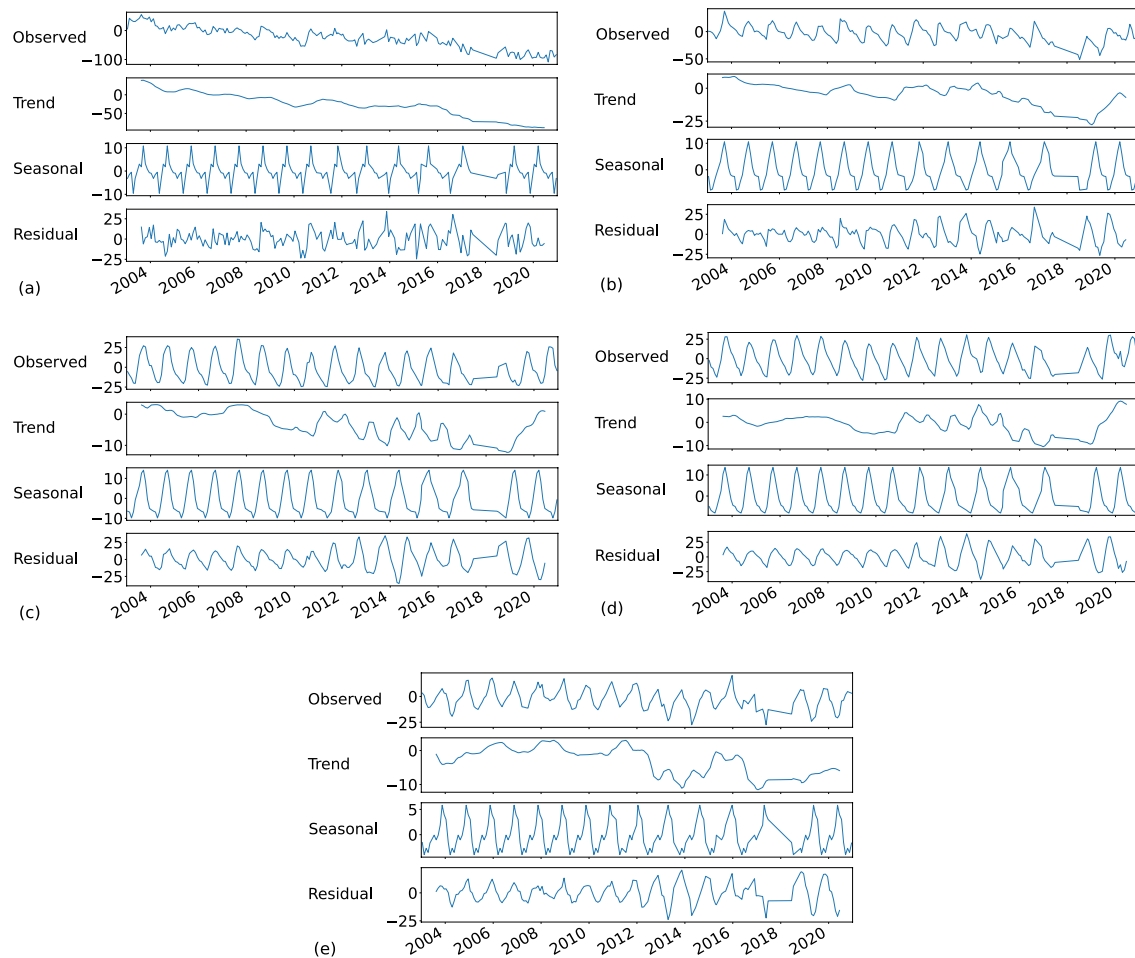 Observed 0 −100
Trend 0 −50
Seasonal 10 0 −10
Residual 25 0 −25
2004 2006 2008 2010 2012 2014 2016 2018 2020
(a)
Observed 0 −50
Trend 0 −25
Seasonal 10 0
Residual 25 0 −25
2004 2006 2008 2010 2012 2014 2016 2018 2020
(b)
Observed 25 0 −25
Trend 0 −10
Seasonal 10 0 −10
Residual 25 0 −25
2004 2006 2008 2010 2012 2014 2016 2018 2020
(c)
Observed 25 0 −25
Trend 10 0 −10
Seasonal 10 0
Residual 25 0 −25
2004 2006 2008 2010 2012 2014 2016 2018 2020
(d)
Observed 0 −25
Trend 0 −10
Seasonal 5 0
Residual 0 −25
2004 2006 2008 2010 2012 2014 2016 2018 2020
(e)